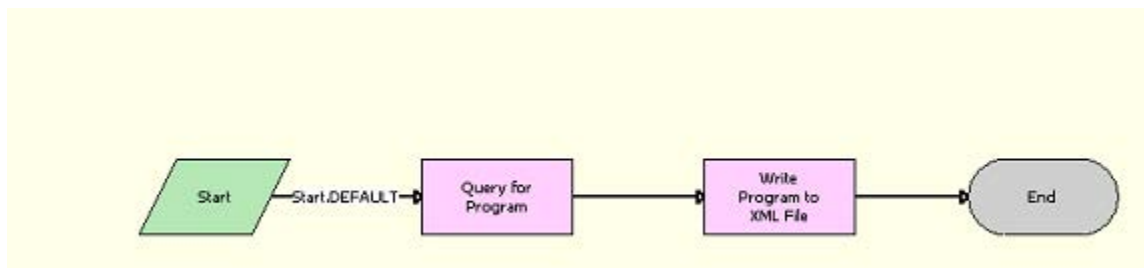 Start
Start.DEFAULT
Query for
Program
Write
Program to
XML File
End